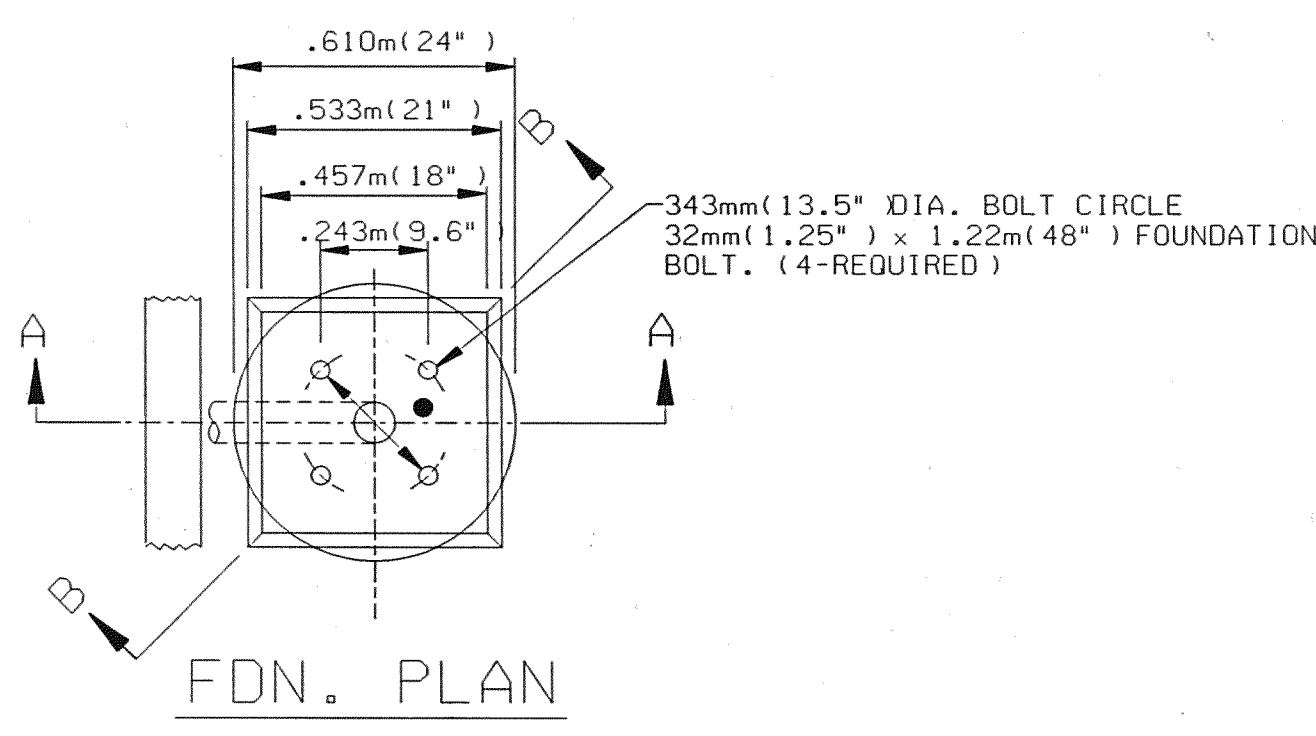 .610m(24" )
.533m(21" )
B
.457m(18" )
.243m(9.6" )
343mm(13.5" )DIA. BOLT CIRCLE
32mm(1.25" ) x 1.22m(48" ) FOUNDATION
BOLT. (4-REQUIRED )
A
A
B
FDN. PLAN